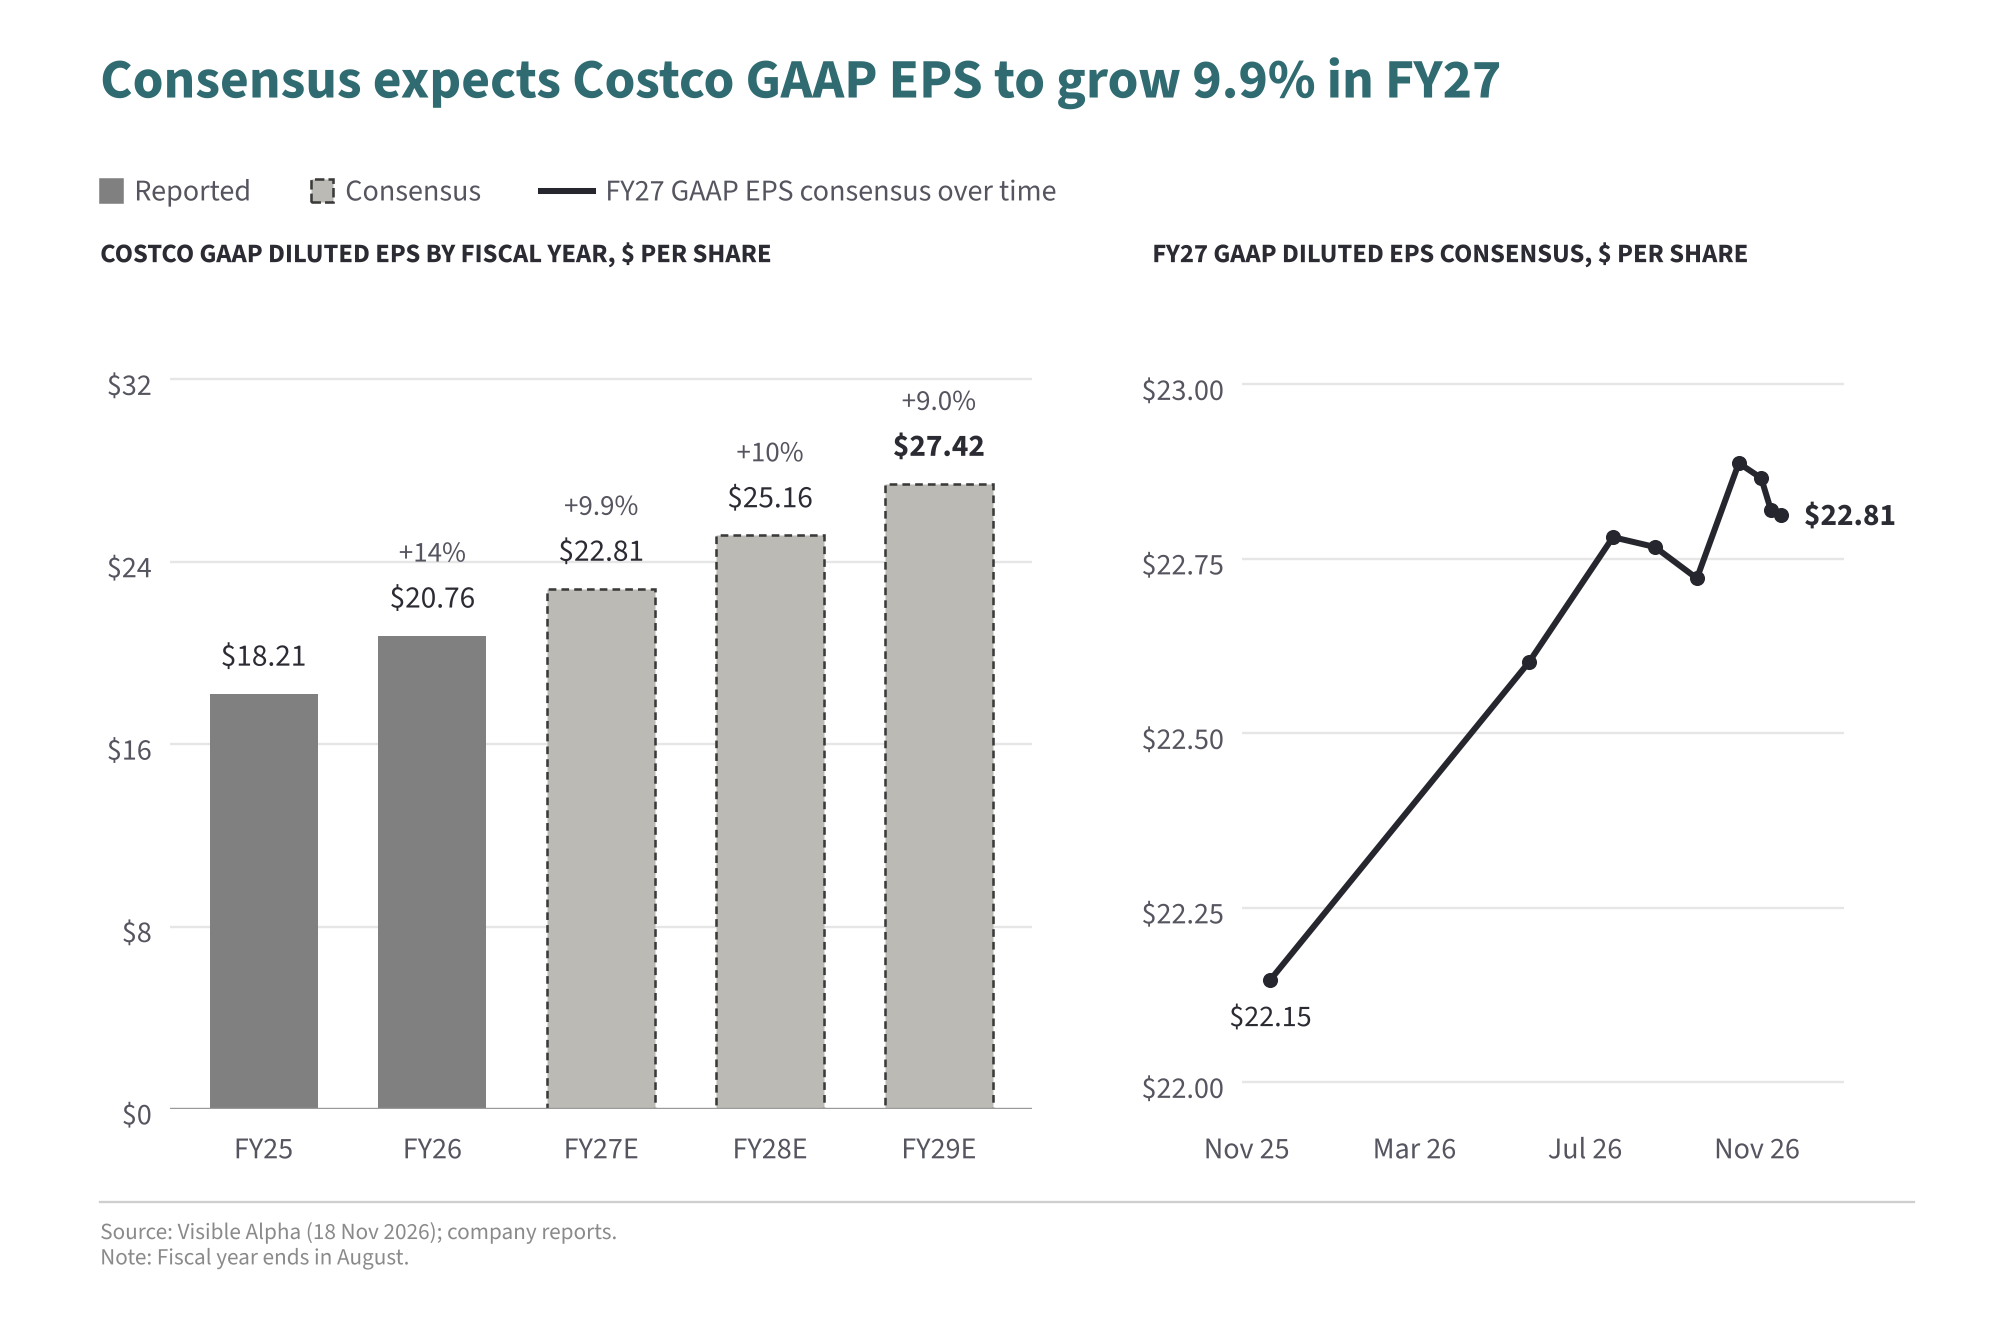 Consensus expects Costco GAAP EPS to grow 9.9% in FY27
Reported
Consensus
FY27 GAAP EPS consensus over time
COSTCO GAAP DILUTED EPS BY FISCAL YEAR, $ PER SHARE
$32
$24
$16
$8
$0
$18.21
+14%
$20.76
+9.9%
$22.81
+10%
$25.16
+9.0%
$27.42
FY25
FY26
FY27E
FY28E
FY29E
FY27 GAAP DILUTED EPS CONSENSUS, $ PER SHARE
$23.00
$22.75
$22.50
$22.25
$22.00
$22.15
$22.81
Nov 25
Mar 26
Jul 26
Nov 26
Source: Visible Alpha (18 Nov 2026); company reports.
Note: Fiscal year ends in August.